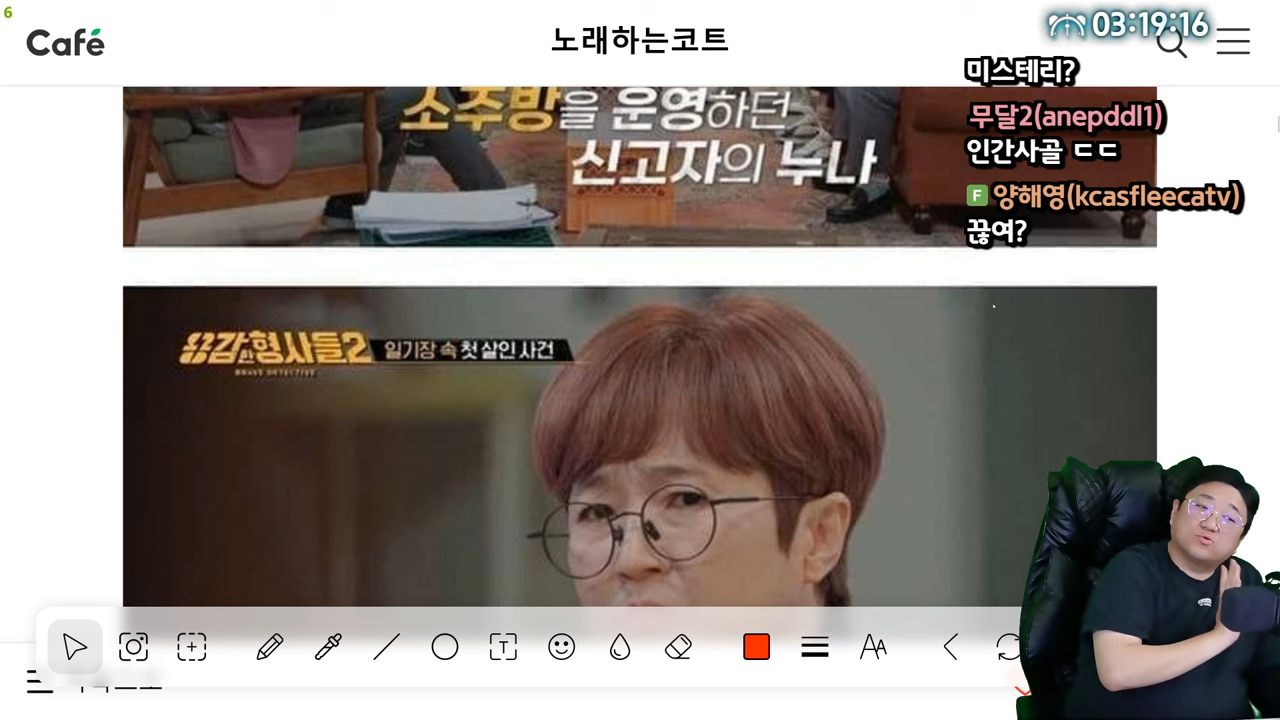 6
Café
노래하는코트
03:19:16
미스테리?
무달2(anepddl1)
인간사골 ㄷㄷ
F 양해영(kcasfleecatv)
끊여?
소주방을 운영하던
신고자의 누나
용감한형사들2 일기장 속 첫 살인 사건
BRAVE DETECTIVE
T
AA